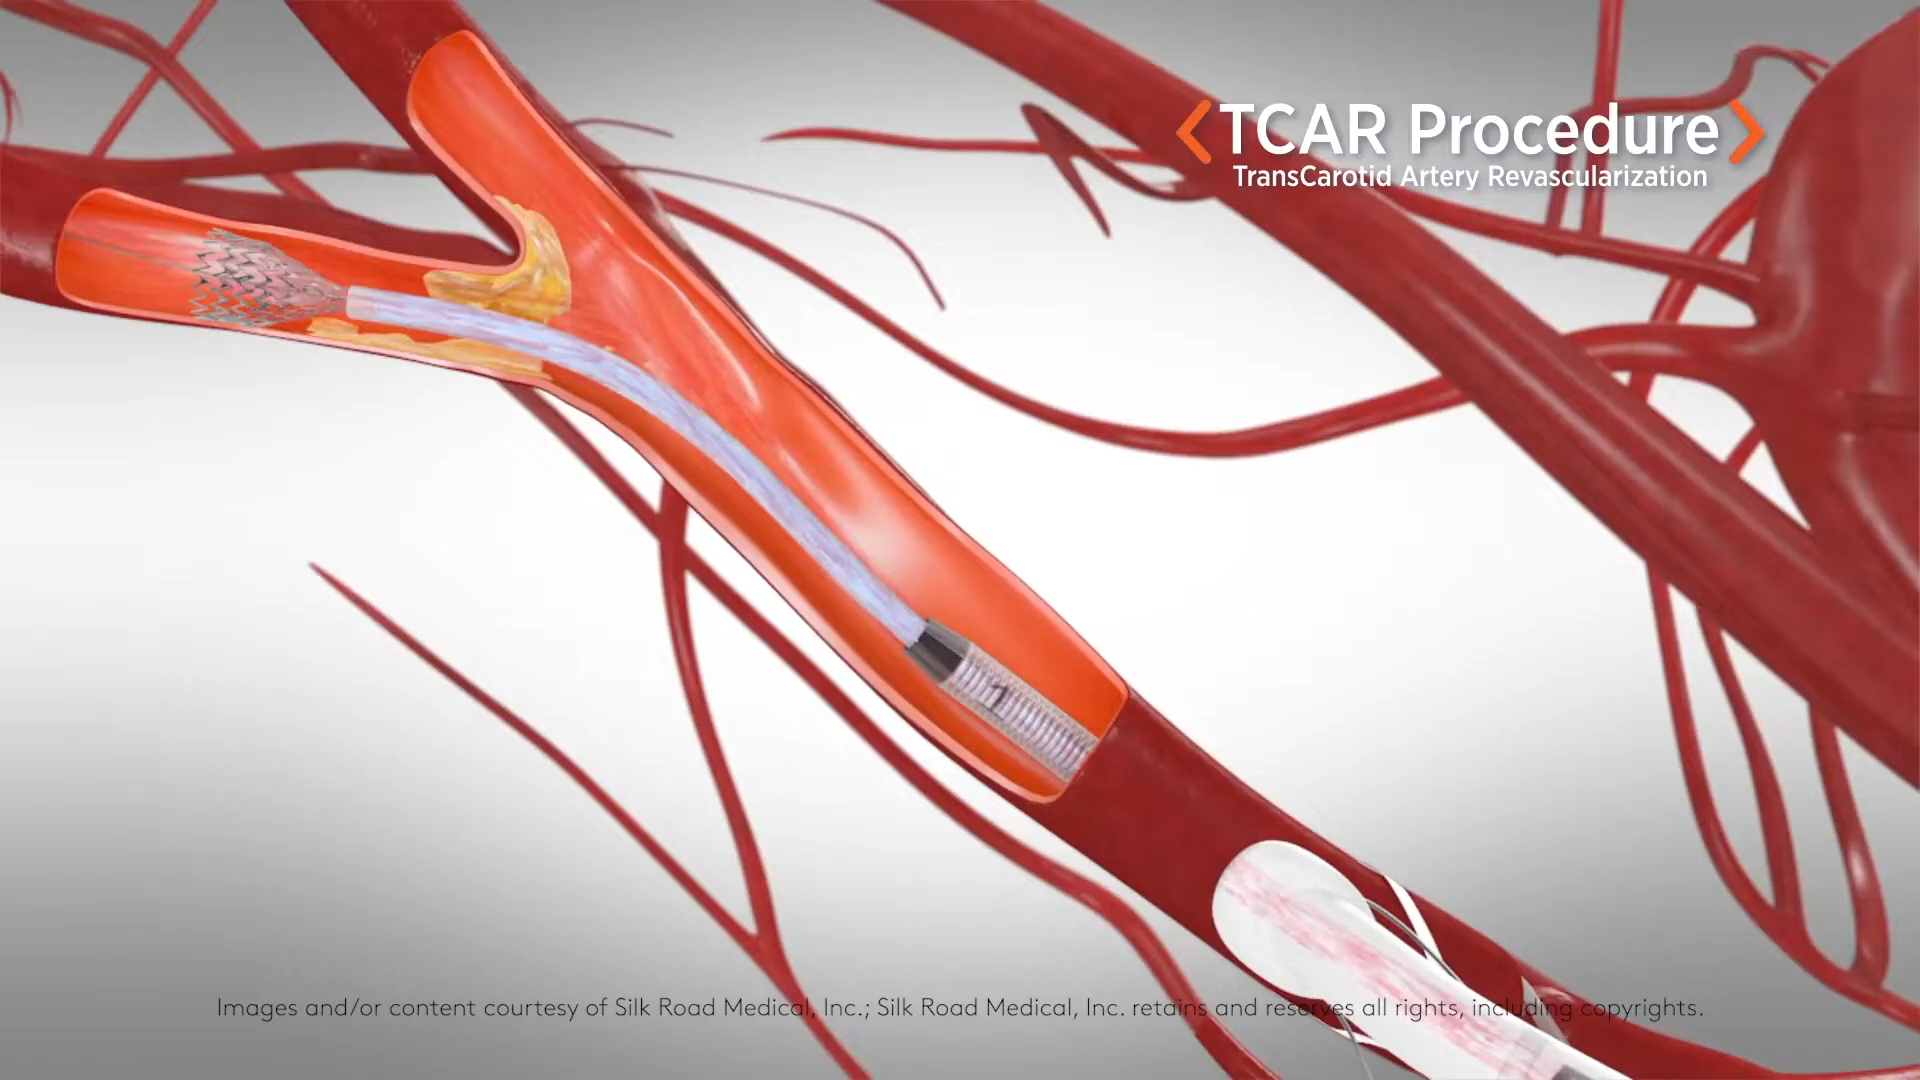 TCAR Procedure
TransCarotid Artery Revascularization
1
Images and/or content courtesy of Silk Road Medical, Inc.; Silk Road Medical, Inc. retains and reserves all rights, including copyrights.